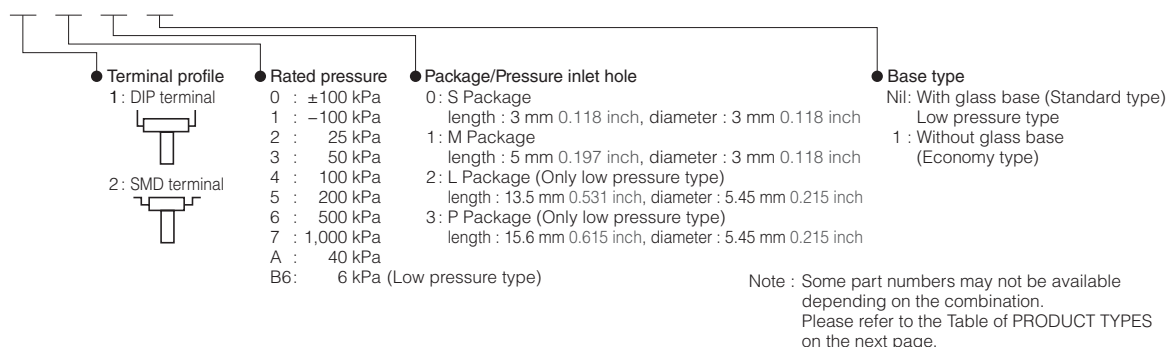 Terminal profile
1: DIP terminal
2: SMD terminal
Rated pressure
0 : ±100 kPa
1 : −100 kPa
2 : 25 kPa
3 : 50 kPa
4 : 100 kPa
5 : 200 kPa
6 : 500 kPa
7 : 1,000 kPa
A : 40 kPa
B6: 6 kPa (Low pressure type)
Package/Pressure inlet hole
0: S Package
length : 3 mm 0.118 inch, diameter : 3 mm 0.118 inch
1: M Package
length : 5 mm 0.197 inch, diameter : 3 mm 0.118 inch
2: L Package (Only low pressure type)
length : 13.5 mm 0.531 inch, diameter : 5.45 mm 0.215 inch
3: P Package (Only low pressure type)
length : 15.6 mm 0.615 inch, diameter : 5.45 mm 0.215 inch
Base type
Nil: With glass base (Standard type)
Low pressure type
1 : Without glass base
(Economy type)
Note : Some part numbers may not be available
depending on the combination.
Please refer to the Table of PRODUCT TYPES
on the next page.